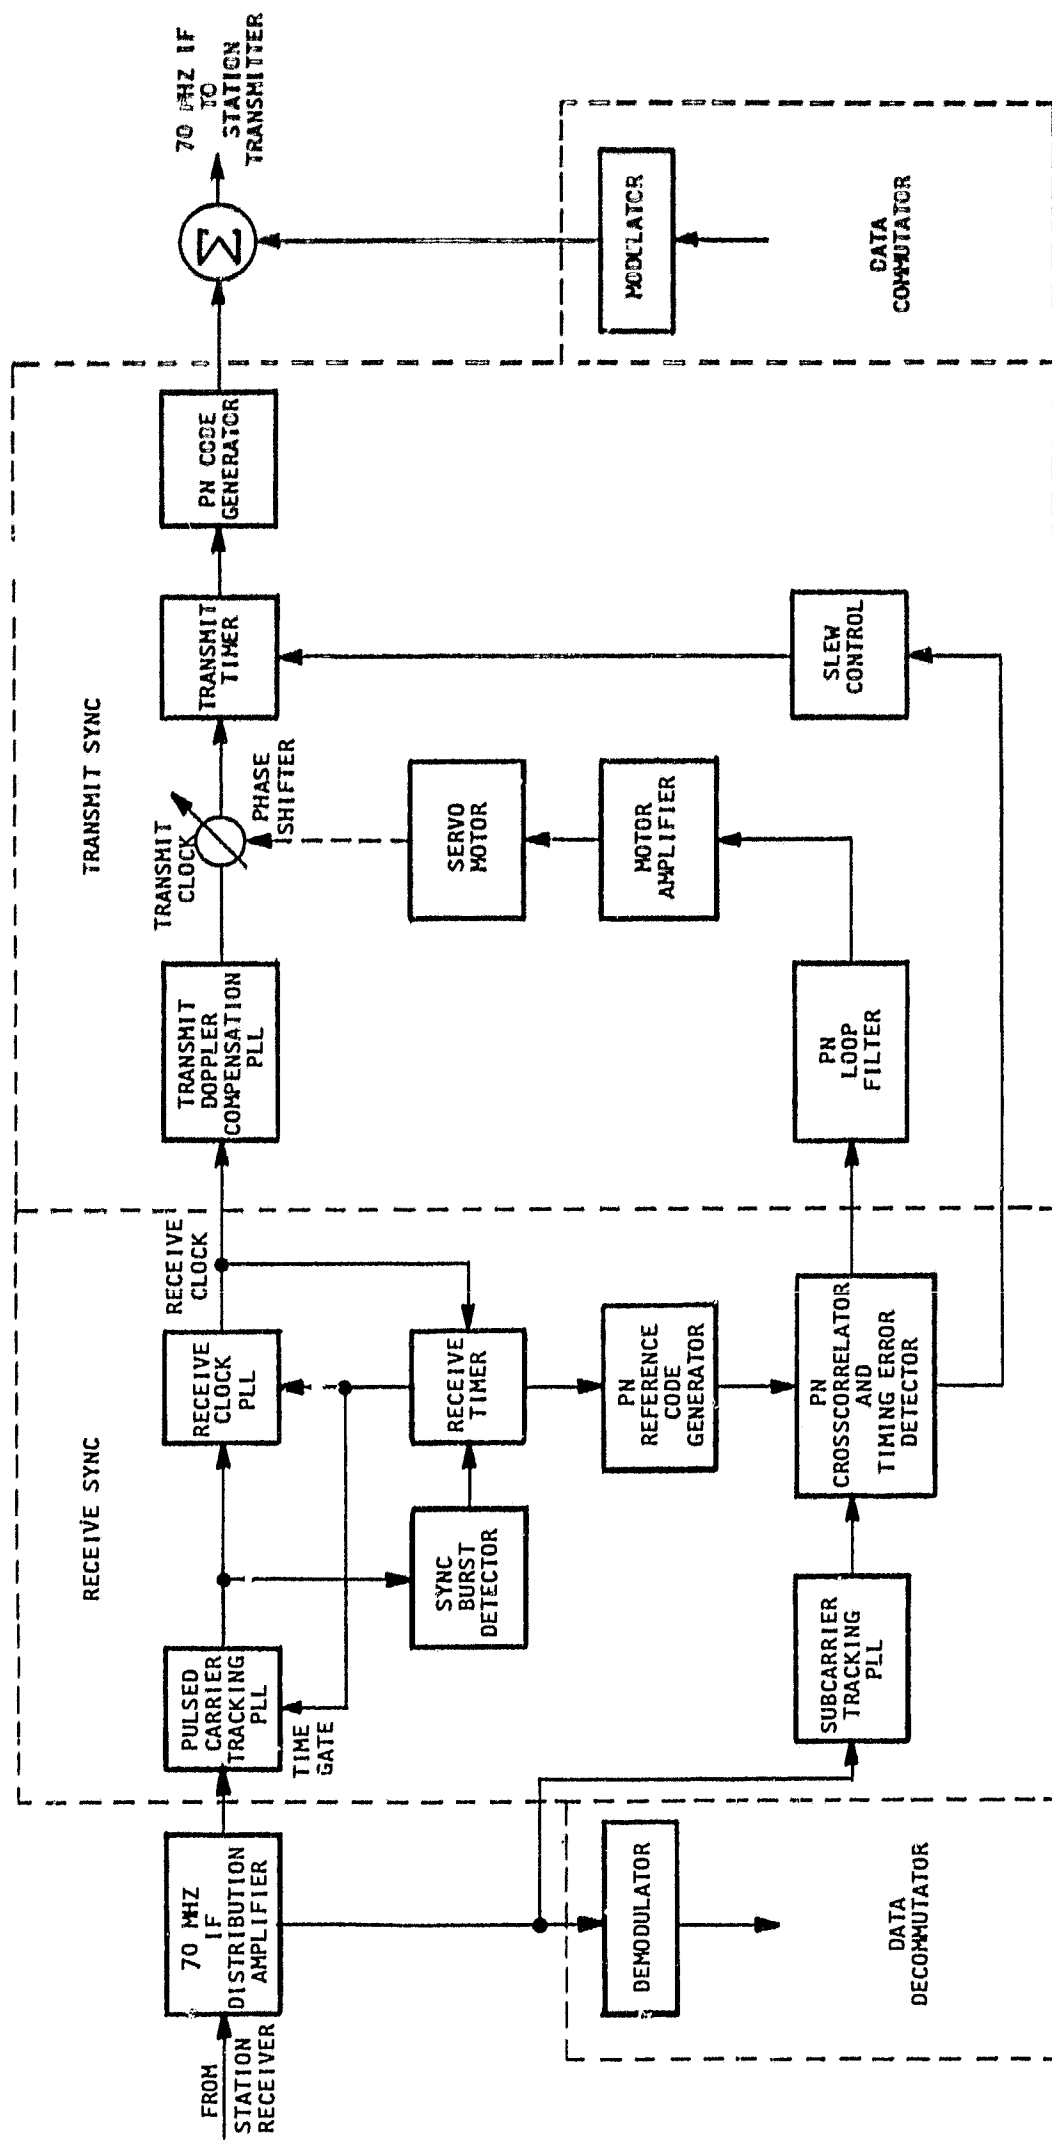 RECEIVE SYNC
TRANSMIT SYNC
FROM
STATION
RECEIVER
70 MHZ
IF
DISTRIBUTION
AMPLIFIER
PULSED
CARRIER
TRACKING
PLL
TIME
GATE
RECEIVE
CLOCK
PLL
RECEIVE
CLOCK
TRANSMIT
DOPPLER
COMPENSATION
PLL
TRANSMIT
CLOCK
PHASE
SHIFTER
TRANSMIT
TIMER
PN CODE
GENERATOR
Σ
70 MHZ IF
TO
STATION
TRANSMITTER
SYNC
BURST
DETECTOR
RECEIVE
TIMER
SERVO
MOTOR
DEMODULATOR
PN
REFERENCE
CODE
GENERATOR
MOTOR
AMPLIFIER
MODULATOR
SUBCARRIER
TRACKING
PLL
PN
CROSSCORRELATOR
AND
TIMING ERROR
DETECTOR
PN
LOOP
FILTER
SLEW
CONTROL
DATA
DECOMMUTATOR
DATA
COMMUTATOR